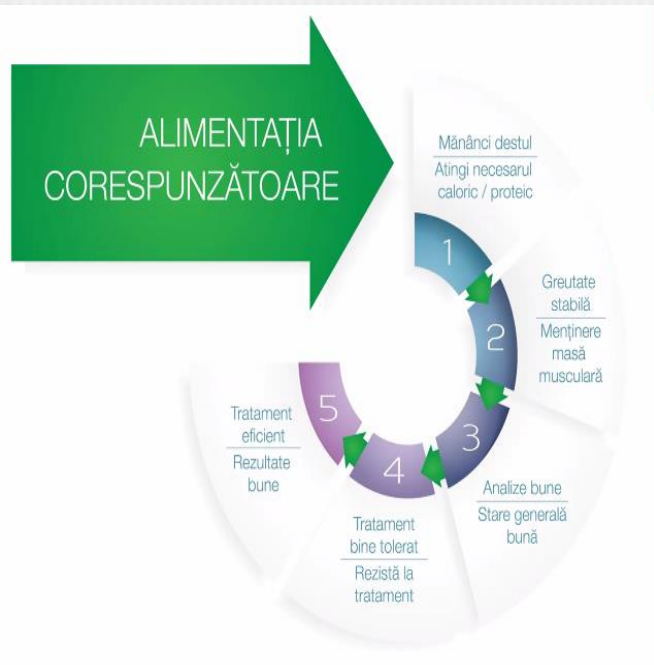 ALIMENTAȚIA
CORESPUNZĂTOARE
Mănânci destul
Atingi necesarul
caloric / proteic
1
Greutate
stabilă
Menținere
masă
musculară
2
3
Analize bune
Stare generală
bună
4
Tratament
bine tolerat
Rezistă la
tratament
5
Tratament
eficient
Rezultate
bune